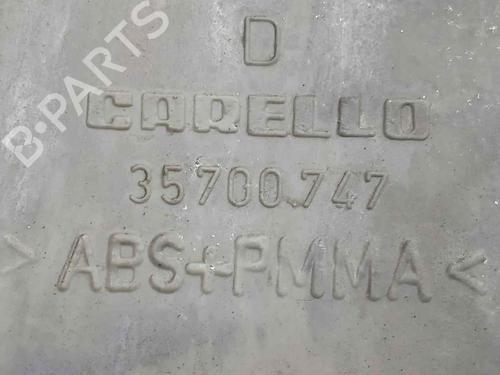 D
CARELLO
35700.747
> ABS+PMMA <
B-PARTS